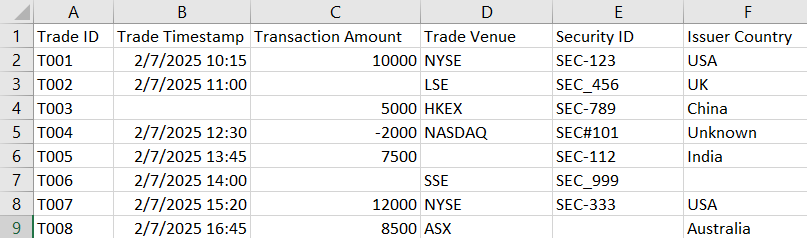 A B C D E F
1 Trade ID Trade Timestamp Transaction Amount Trade Venue Security ID Issuer Country
2 T001 2/7/2025 10:15 10000 NYSE SEC-123 USA
3 T002 2/7/2025 11:00 LSE SEC_456 UK
4 T003 5000 HKEX SEC-789 China
5 T004 2/7/2025 12:30 -2000 NASDAQ SEC#101 Unknown
6 T005 2/7/2025 13:45 7500 SEC-112 India
7 T006 2/7/2025 14:00 SSE SEC_999
8 T007 2/7/2025 15:20 12000 NYSE SEC-333 USA
9 T008 2/7/2025 16:45 8500 ASX Australia